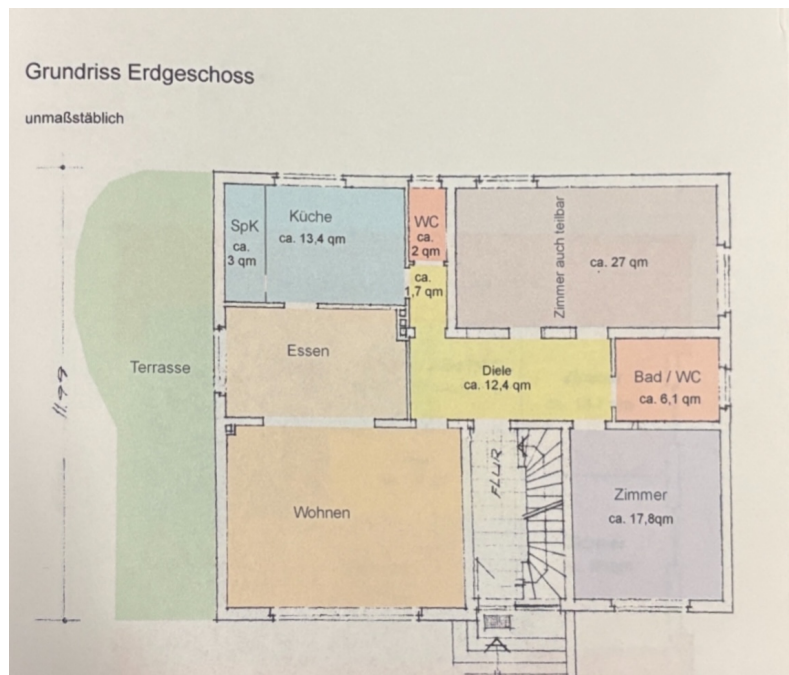 Grundriss Erdgeschoss
unmaßstäblich
SpK
ca.
3 qm
Küche
ca. 13,4 qm
WC
ca.
2 qm
ca.
1,7 qm
Zimmer auch teilbar
ca. 27 qm
Terrasse
Essen
Diele
ca. 12,4 qm
Bad / WC
ca. 6,1 qm
11.99
Wohnen
FLUR
Zimmer
ca. 17,8qm